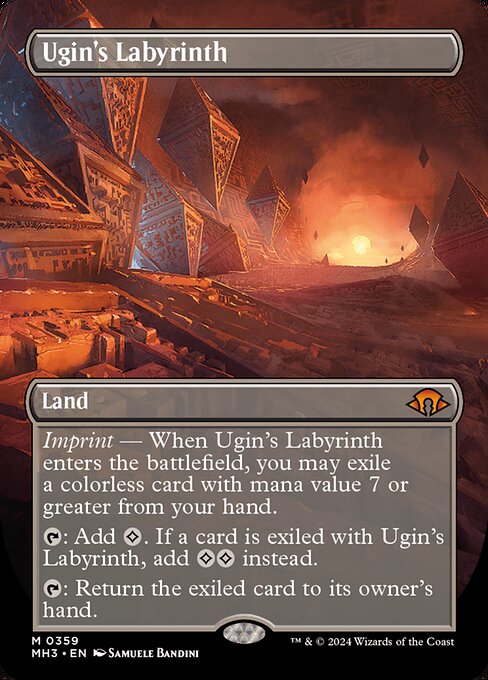 Ugin's Labyrinth
Land
Imprint — When Ugin's Labyrinth
enters the battlefield, you may exile
a colorless card with mana value 7 or
greater from your hand.
: Add . If a card is exiled with Ugin's
Labyrinth, add instead.
: Return the exiled card to its owner's
hand.
M 0359
MH3 • EN Samuele Bandini
™ & © 2024 Wizards of the Coast